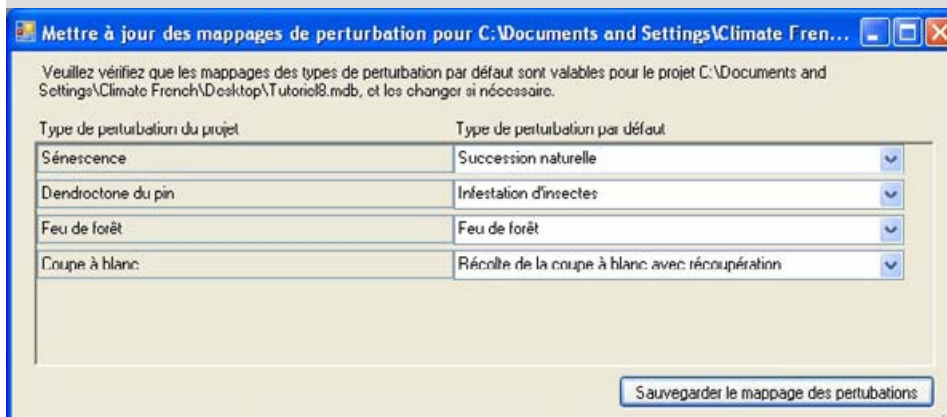 Mettre à jour des mappages de perturbation pour C:\Documents and Settings\Climate Fren...
Veuillez vérifiez que les mappages des types de perturbation par défaut sont valables pour le projet C:\Documents and
Settings\Climate French\Desktop\Tutoriel8.mdb, et les changer si nécessaire.
Type de perturbation du projet Type de perturbation par défaut
Sénescence Succession naturelle
Dendroctone du pin Infestation d'insectes
Feu de forêt Feu de forêt
Coupe à blanc Récolte de la coupe à blanc avec récoupération
Sauvegarder le mappage des pertubations